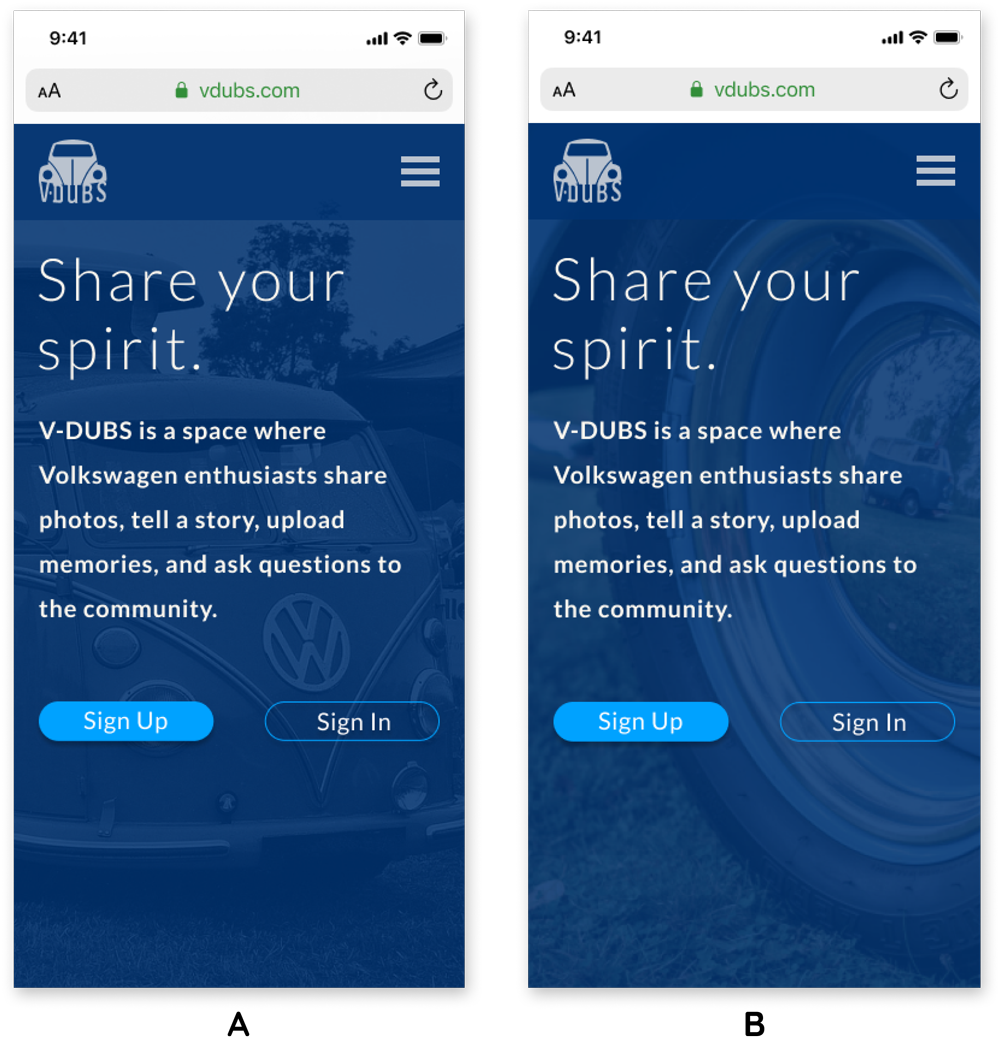 9:41
AA
vdubs.com
V-DUBS
Share your
spirit.
V-DUBS is a space where
Volkswagen enthusiasts share
photos, tell a story, upload
memories, and ask questions to
the community.
Sign Up
Sign In
A
9:41
AA
vdubs.com
V-DUBS
Share your
spirit.
V-DUBS is a space where
Volkswagen enthusiasts share
photos, tell a story, upload
memories, and ask questions to
the community.
Sign Up
Sign In
B